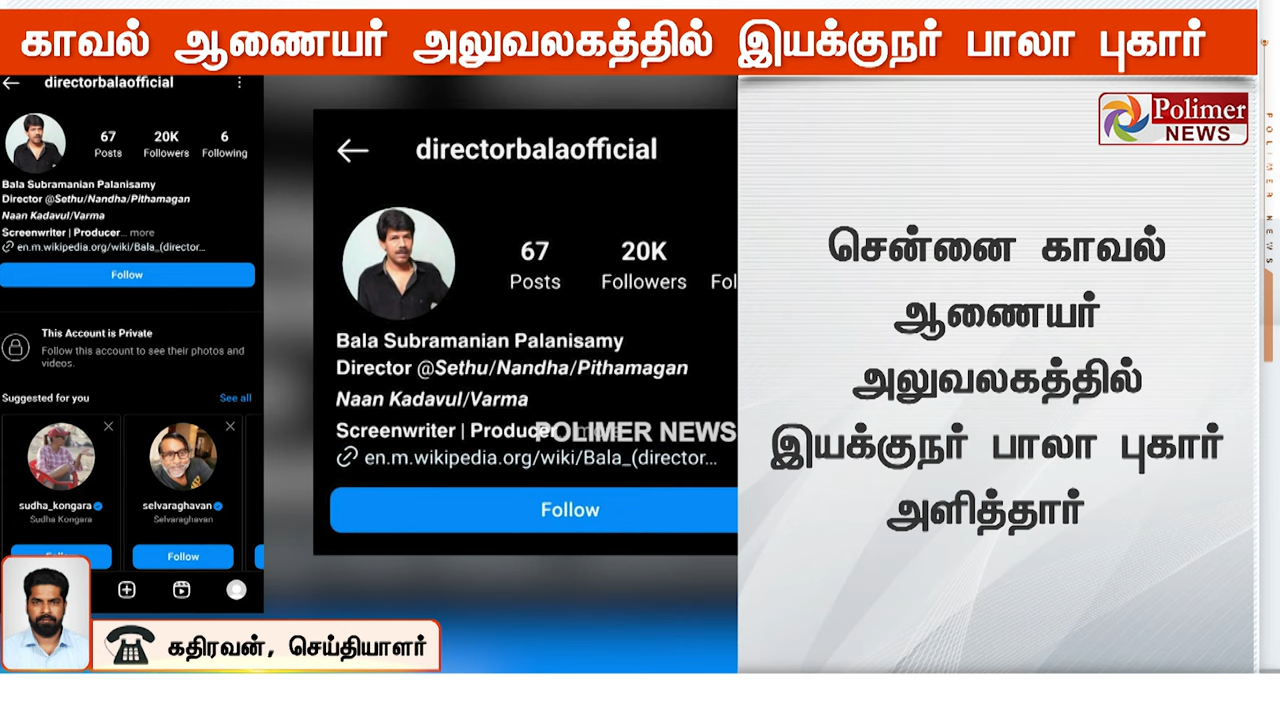 காவல் ஆணையர் அலுவலகத்தில் இயக்குநர் பாலா புகார்
directorbalaofficial
67 20K 6
Posts Followers Following
Bala Subramanian Palanisamy
Director @Sethu/Nandha/Pithamagan
Naan Kadavul/Varma
Screenwriter | Producer... more
en.m.wikipedia.org/wiki/Bala_(director...
Follow
This Account is Private
Follow this account to see their photos and
videos.
Suggested for you See all
sudha_kongara selvaraghavan
Sudha Kongara Selvaraghavan
Follow Follow
directorbalaofficial
67 20K
Posts Followers Fol
Bala Subramanian Palanisamy
Director @Sethu/Nandha/Pithamagan
Naan Kadavul/Varma
Screenwriter | Producer
POLIMER NEWS
en.m.wikipedia.org/wiki/Bala_(director...
Follow
Polimer
NEWS
சென்னை காவல்
ஆணையர்
அலுவலகத்தில்
இயக்குநர் பாலா புகார்
அளித்தார்
கதிரவன், செய்தியாளர்
POLIMER NEWS